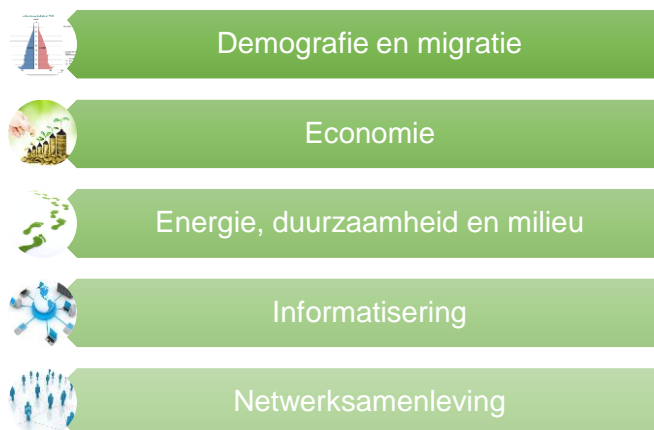 Demografie en migratie
Economie
Energie, duurzaamheid en milieu
Informatisering
Netwerksamenleving